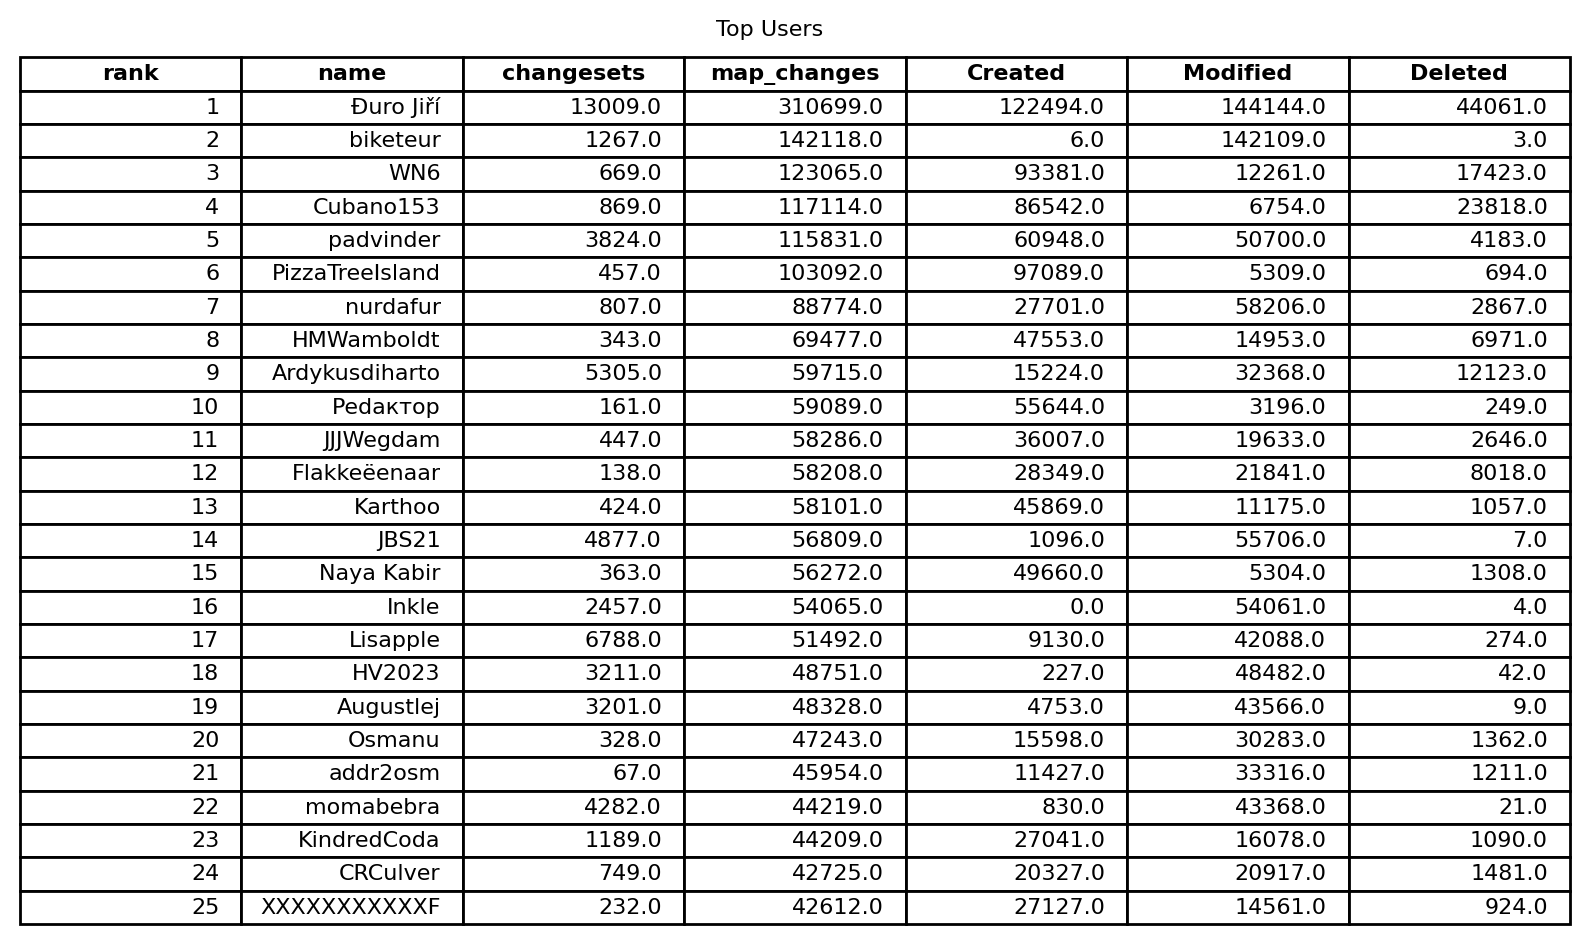 Top Users
rank name changesets map_changes Created Modified Deleted
1 Đuro Jiří 13009.0 310699.0 122494.0 144144.0 44061.0
2 biketeur 1267.0 142118.0 6.0 142109.0 3.0
3 WN6 669.0 123065.0 93381.0 12261.0 17423.0
4 Cubano153 869.0 117114.0 86542.0 6754.0 23818.0
5 padvinder 3824.0 115831.0 60948.0 50700.0 4183.0
6 PizzaTreeIsland 457.0 103092.0 97089.0 5309.0 694.0
7 nurdafur 807.0 88774.0 27701.0 58206.0 2867.0
8 HMWamboldt 343.0 69477.0 47553.0 14953.0 6971.0
9 Ardykusdiharto 5305.0 59715.0 15224.0 32368.0 12123.0
10 Pedaктор 161.0 59089.0 55644.0 3196.0 249.0
11 JJJWegdam 447.0 58286.0 36007.0 19633.0 2646.0
12 Flakkeëenaar 138.0 58208.0 28349.0 21841.0 8018.0
13 Karthoo 424.0 58101.0 45869.0 11175.0 1057.0
14 JBS21 4877.0 56809.0 1096.0 55706.0 7.0
15 Naya Kabir 363.0 56272.0 49660.0 5304.0 1308.0
16 Inkle 2457.0 54065.0 0.0 54061.0 4.0
17 Lisapple 6788.0 51492.0 9130.0 42088.0 274.0
18 HV2023 3211.0 48751.0 227.0 48482.0 42.0
19 Augustlej 3201.0 48328.0 4753.0 43566.0 9.0
20 Osmanu 328.0 47243.0 15598.0 30283.0 1362.0
21 addr2osm 67.0 45954.0 11427.0 33316.0 1211.0
22 momabebra 4282.0 44219.0 830.0 43368.0 21.0
23 KindredCoda 1189.0 44209.0 27041.0 16078.0 1090.0
24 CRCulver 749.0 42725.0 20327.0 20917.0 1481.0
25 XXXXXXXXXXXF 232.0 42612.0 27127.0 14561.0 924.0